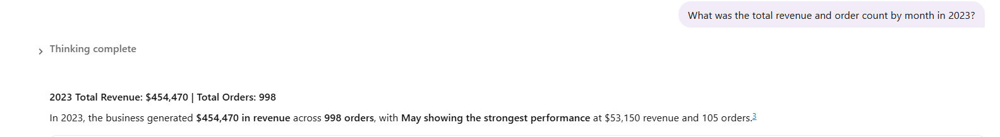 What was the total revenue and order count by month in 2023?
Thinking complete
2023 Total Revenue: $454,470 | Total Orders: 998
In 2023, the business generated $454,470 in revenue across 998 orders, with May showing the strongest performance at $53,150 revenue and 105 orders.3